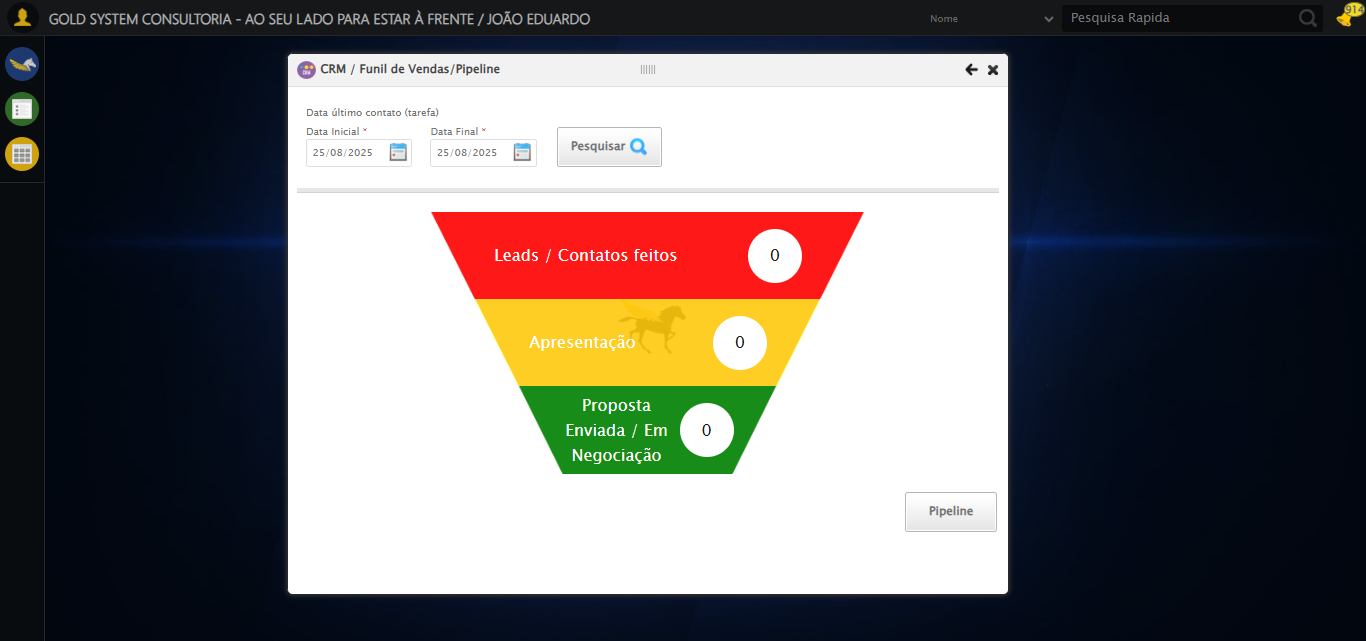 GOLD SYSTEM CONSULTORIA - AO SEU LADO PARA ESTAR À FRENTE / JOÃO EDUARDO
Nome
Pesquisa Rapida
914
CRM / Funil de Vendas/Pipeline
Data último contato (tarefa)
Data Inicial *
Data Final *
25/08/2025
25/08/2025
Pesquisar
Leads / Contatos feitos
0
Apresentação
0
Proposta
Enviada / Em
Negociação
0
Pipeline